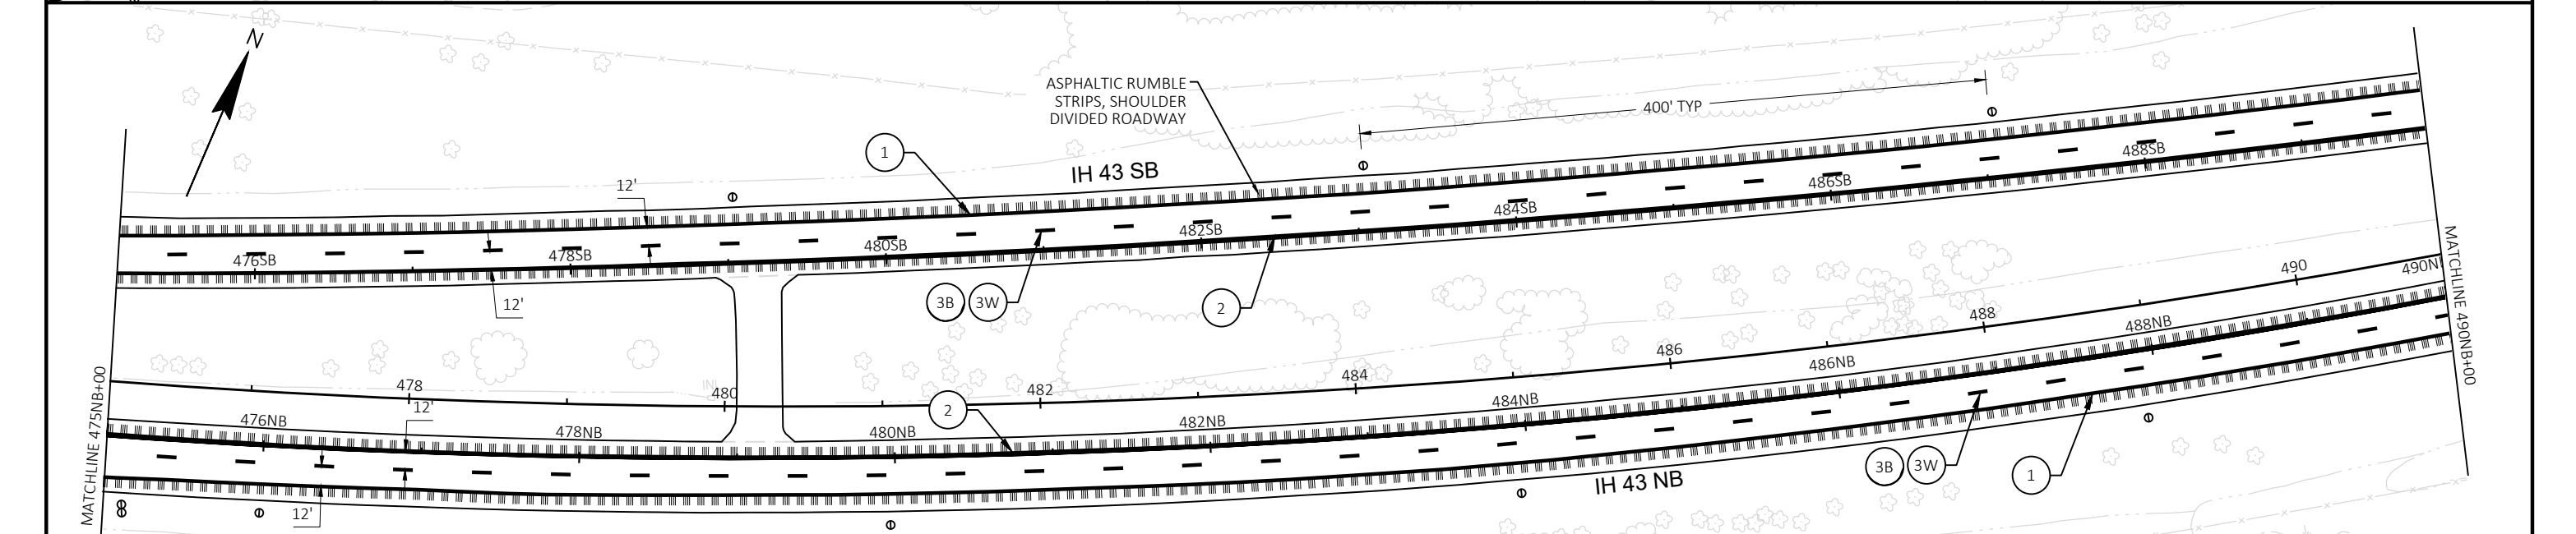 N
ASPHALTIC RUMBLE
STRIPS, SHOULDER
DIVIDED ROADWAY
400' TYP
1
IH 43 SB
12'
476SB
478SB
480SB
482SB
484SB
486SB
488SB
12'
3B
3W
2
MATCHLINE 475NB+00
MATCHLINE 490NB+00
478
480
482
484
486
488
490
12'
2
476NB
478NB
480NB
482NB
484NB
486NB
488NB
12'
IH 43 NB
3B
3W
1